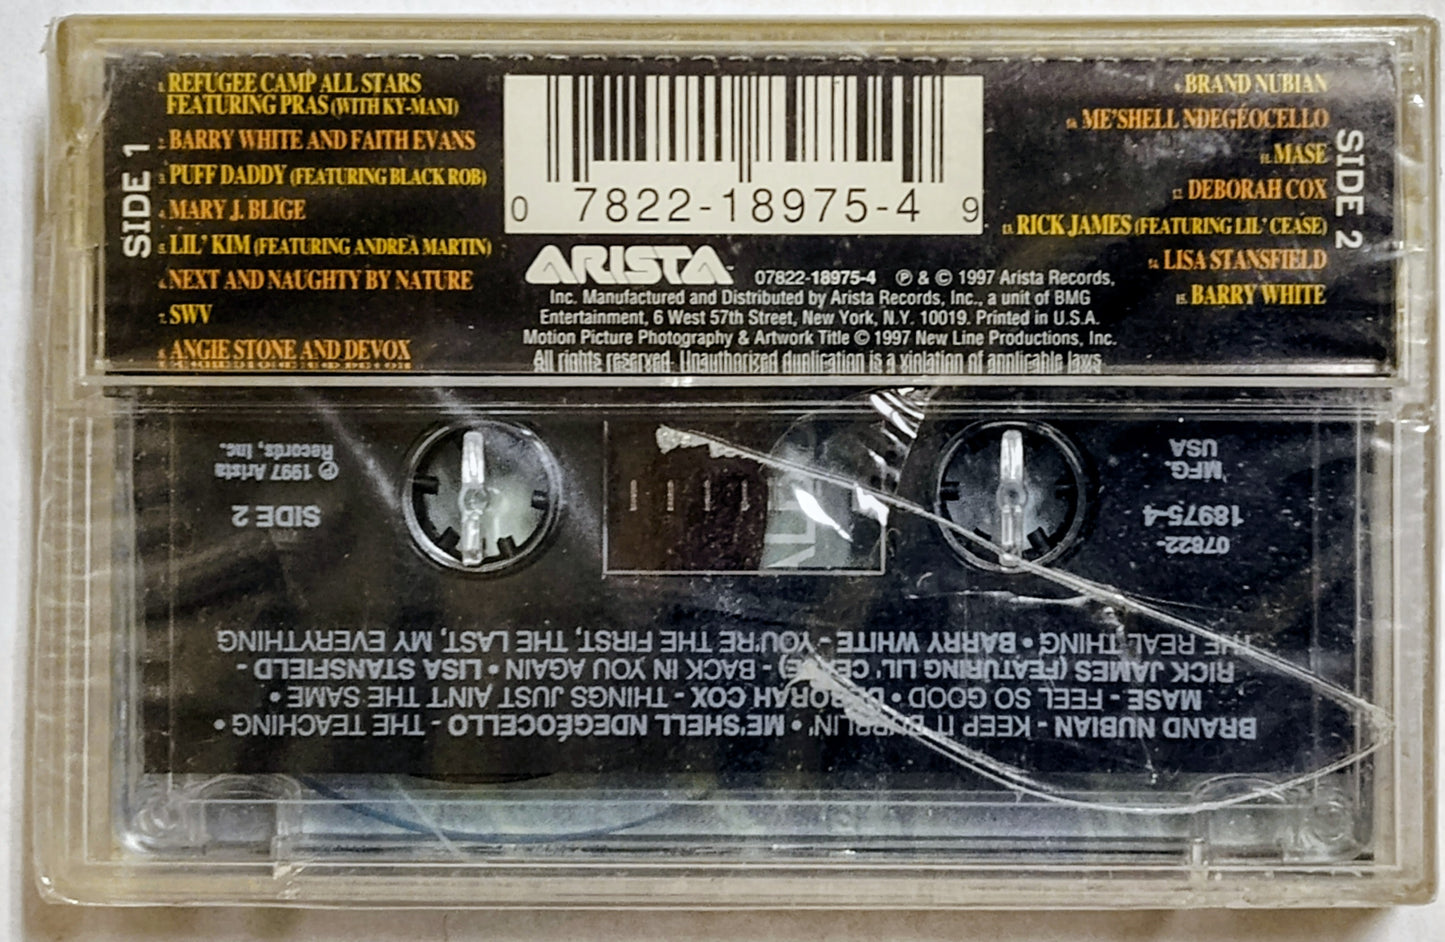 SIDE 1
1. REFUGEE CAMP ALL STARS
FEATURING PRAS (WITH KY-MANI)
2. BARRY WHITE AND FAITH EVANS
3. PUFF DADDY (FEATURING BLACK ROB)
4. MARY J. BLIGE
5. LIL' KIM (FEATURING ANDREA MARTIN)
6. NEXT AND NAUGHTY BY NATURE
7. SWV
8. ANGIE STONE AND DEVOX
0 7822-18975-4 9
ARISTA 07822-18975-4 ℗ & © 1997 Arista Records,
Inc. Manufactured and Distributed by Arista Records, Inc., a unit of BMG
Entertainment, 6 West 57th Street, New York, N.Y. 10019. Printed in U.S.A.
Motion Picture Photography & Artwork Title © 1997 New Line Productions, Inc.
All rights reserved. Unauthorized duplication is a violation of applicable laws
SIDE 2
9. BRAND NUBIAN
10. ME'SHELL NDEGÉOCELLO
11. MASE
12. DEBORAH COX
13. RICK JAMES (FEATURING LIL' CEASE)
14. LISA STANSFIELD
15. BARRY WHITE
BRAND NUBIAN - KEEP IT BUBBLIN' • ME'SHELL NDEGÉOCELLO - THE TEACHING •
MASE - FEEL SO GOOD • DEBORAH COX - THINGS JUST AIN'T THE SAME •
RICK JAMES (FEATURING LIL' CEASE) - BACK IN YOU AGAIN • LISA STANSFIELD -
THE REAL THING • BARRY WHITE - YOU'RE THE FIRST, THE LAST, MY EVERYTHING
07822-
18975-4
MFG.
USA
SIDE 2
℗ 1997 Arista
Records, Inc.